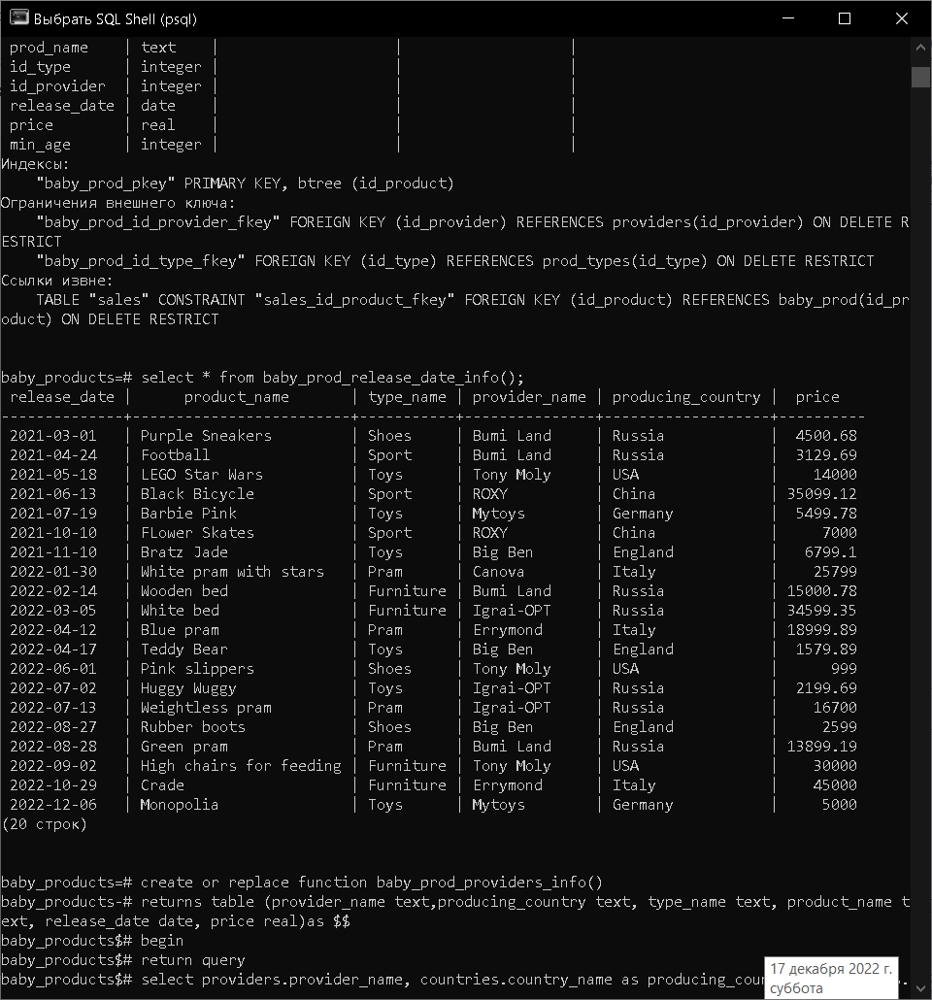 Выбрать SQL Shell (psql)
prod_name | text | | |
id_type | integer | | |
id_provider | integer | | |
release_date | date | | |
price | real | | |
min_age | integer | | |
Индексы:
"baby_prod_pkey" PRIMARY KEY, btree (id_product)
Ограничения внешнего ключа:
"baby_prod_id_provider_fkey" FOREIGN KEY (id_provider) REFERENCES providers(id_provider) ON DELETE R
ESTRICT
"baby_prod_id_type_fkey" FOREIGN KEY (id_type) REFERENCES prod_types(id_type) ON DELETE RESTRICT
Ссылки извне:
TABLE "sales" CONSTRAINT "sales_id_product_fkey" FOREIGN KEY (id_product) REFERENCES baby_prod(id_pr
oduct) ON DELETE RESTRICT
baby_products=# select * from baby_prod_release_date_info();
release_date | product_name | type_name | provider_name | producing_country | price
--------------+------------------------+-----------+---------------+-------------------+----------
2021-03-01 | Purple Sneakers | Shoes | Bumi Land | Russia | 4500.68
2021-04-24 | Football | Sport | Bumi Land | Russia | 3129.69
2021-05-18 | LEGO Star Wars | Toys | Tony Moly | USA | 14000
2021-06-13 | Black Bicycle | Sport | ROXY | China | 35099.12
2021-07-19 | Barbie Pink | Toys | Mytoys | Germany | 5499.78
2021-10-10 | FLower Skates | Sport | ROXY | China | 7000
2021-11-10 | Bratz Jade | Toys | Big Ben | England | 6799.1
2022-01-30 | White pram with stars | Pram | Canova | Italy | 25799
2022-02-14 | Wooden bed | Furniture | Bumi Land | Russia | 15000.78
2022-03-05 | White bed | Furniture | Igrai-OPT | Russia | 34599.35
2022-04-12 | Blue pram | Pram | Errymond | Italy | 18999.89
2022-04-17 | Teddy Bear | Toys | Big Ben | England | 1579.89
2022-06-01 | Pink slippers | Shoes | Tony Moly | USA | 999
2022-07-02 | Huggy Wuggy | Toys | Igrai-OPT | Russia | 2199.69
2022-07-13 | Weightless pram | Pram | Igrai-OPT | Russia | 16700
2022-08-27 | Rubber boots | Shoes | Big Ben | England | 2599
2022-08-28 | Green pram | Pram | Bumi Land | Russia | 13899.19
2022-09-02 | High chairs for feeding | Furniture | Tony Moly | USA | 30000
2022-10-29 | Crade | Furniture | Errymond | Italy | 45000
2022-12-06 | Monopolia | Toys | Mytoys | Germany | 5000
(20 строк)
baby_products=# create or replace function baby_prod_providers_info()
baby_products-# returns table (provider_name text,producing_country text, type_name text, product_name t
ext, release_date date, price real)as $$
baby_products$# begin
baby_products$# return query
baby_products$# select providers.provider_name, countries.country_name as
17 декабря 2022 г.
суббота